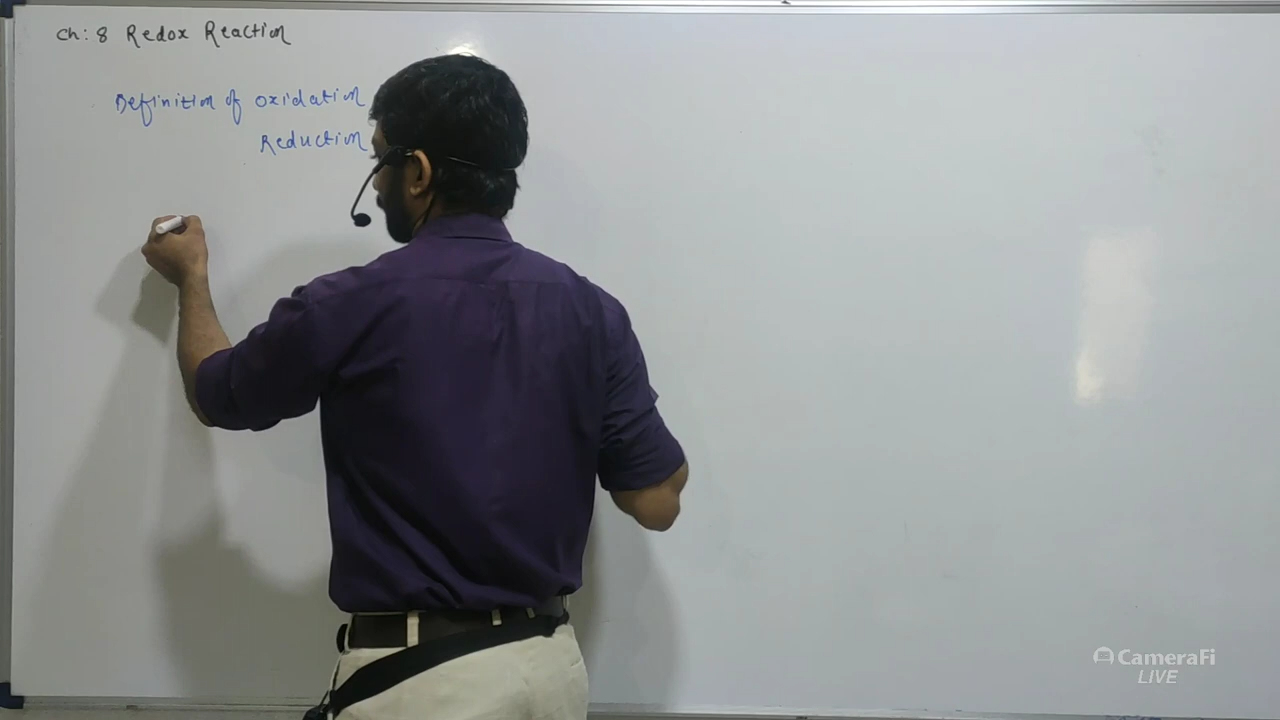 Ch: 8 Redox Reaction
Definition of oxidation
Reduction
CameraFi
LIVE